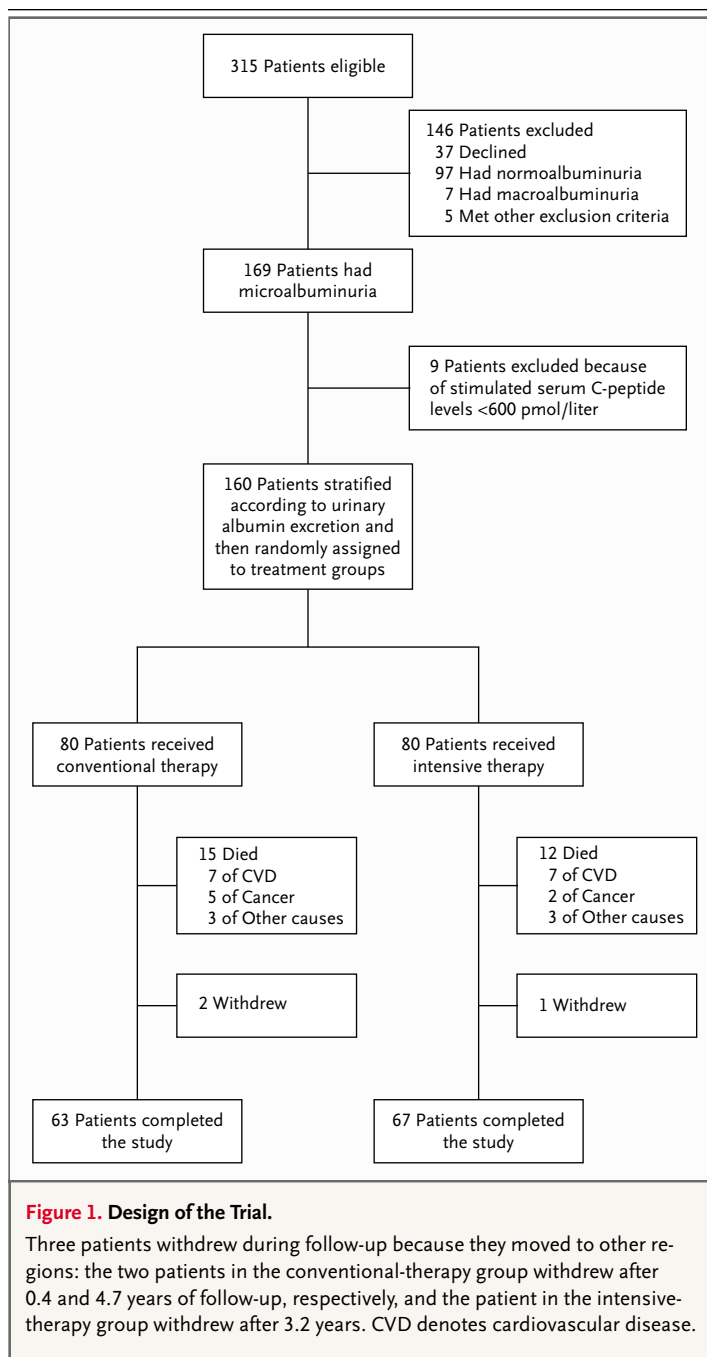 315 Patients eligible
146 Patients excluded
37 Declined
97 Had normoalbuminuria
7 Had macroalbuminuria
5 Met other exclusion criteria
169 Patients had
microalbuminuria
9 Patients excluded because
of stimulated serum C-peptide
levels <600 pmol/liter
160 Patients stratified
according to urinary
albumin excretion and
then randomly assigned
to treatment groups
80 Patients received
conventional therapy
80 Patients received
intensive therapy
15 Died
7 of CVD
5 of Cancer
3 of Other causes
12 Died
7 of CVD
2 of Cancer
3 of Other causes
2 Withdrew
1 Withdrew
63 Patients completed
the study
67 Patients completed
the study
Figure 1. Design of the Trial.
Three patients withdrew during follow-up because they moved to other re-
gions: the two patients in the conventional-therapy group withdrew after
0.4 and 4.7 years of follow-up, respectively, and the patient in the intensive-
therapy group withdrew after 3.2 years. CVD denotes cardiovascular disease.